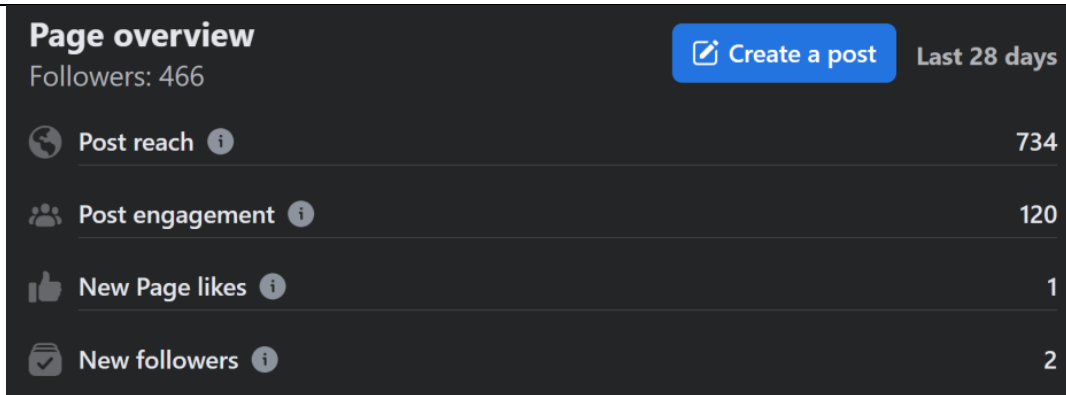 Page overview
Create a post
Last 28 days
Followers: 466
Post reach
734
Post engagement
120
New Page likes
1
New followers
2